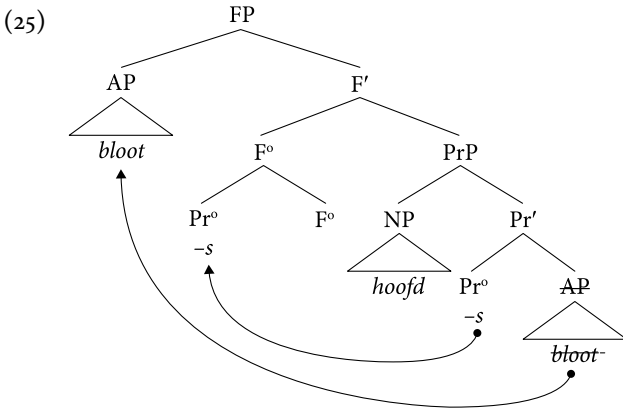 (25)
FP
AP F′
bloot
F° PrP
Pr° F° NP Pr′
–s
hoofd Pr° AP
–s
bloot-